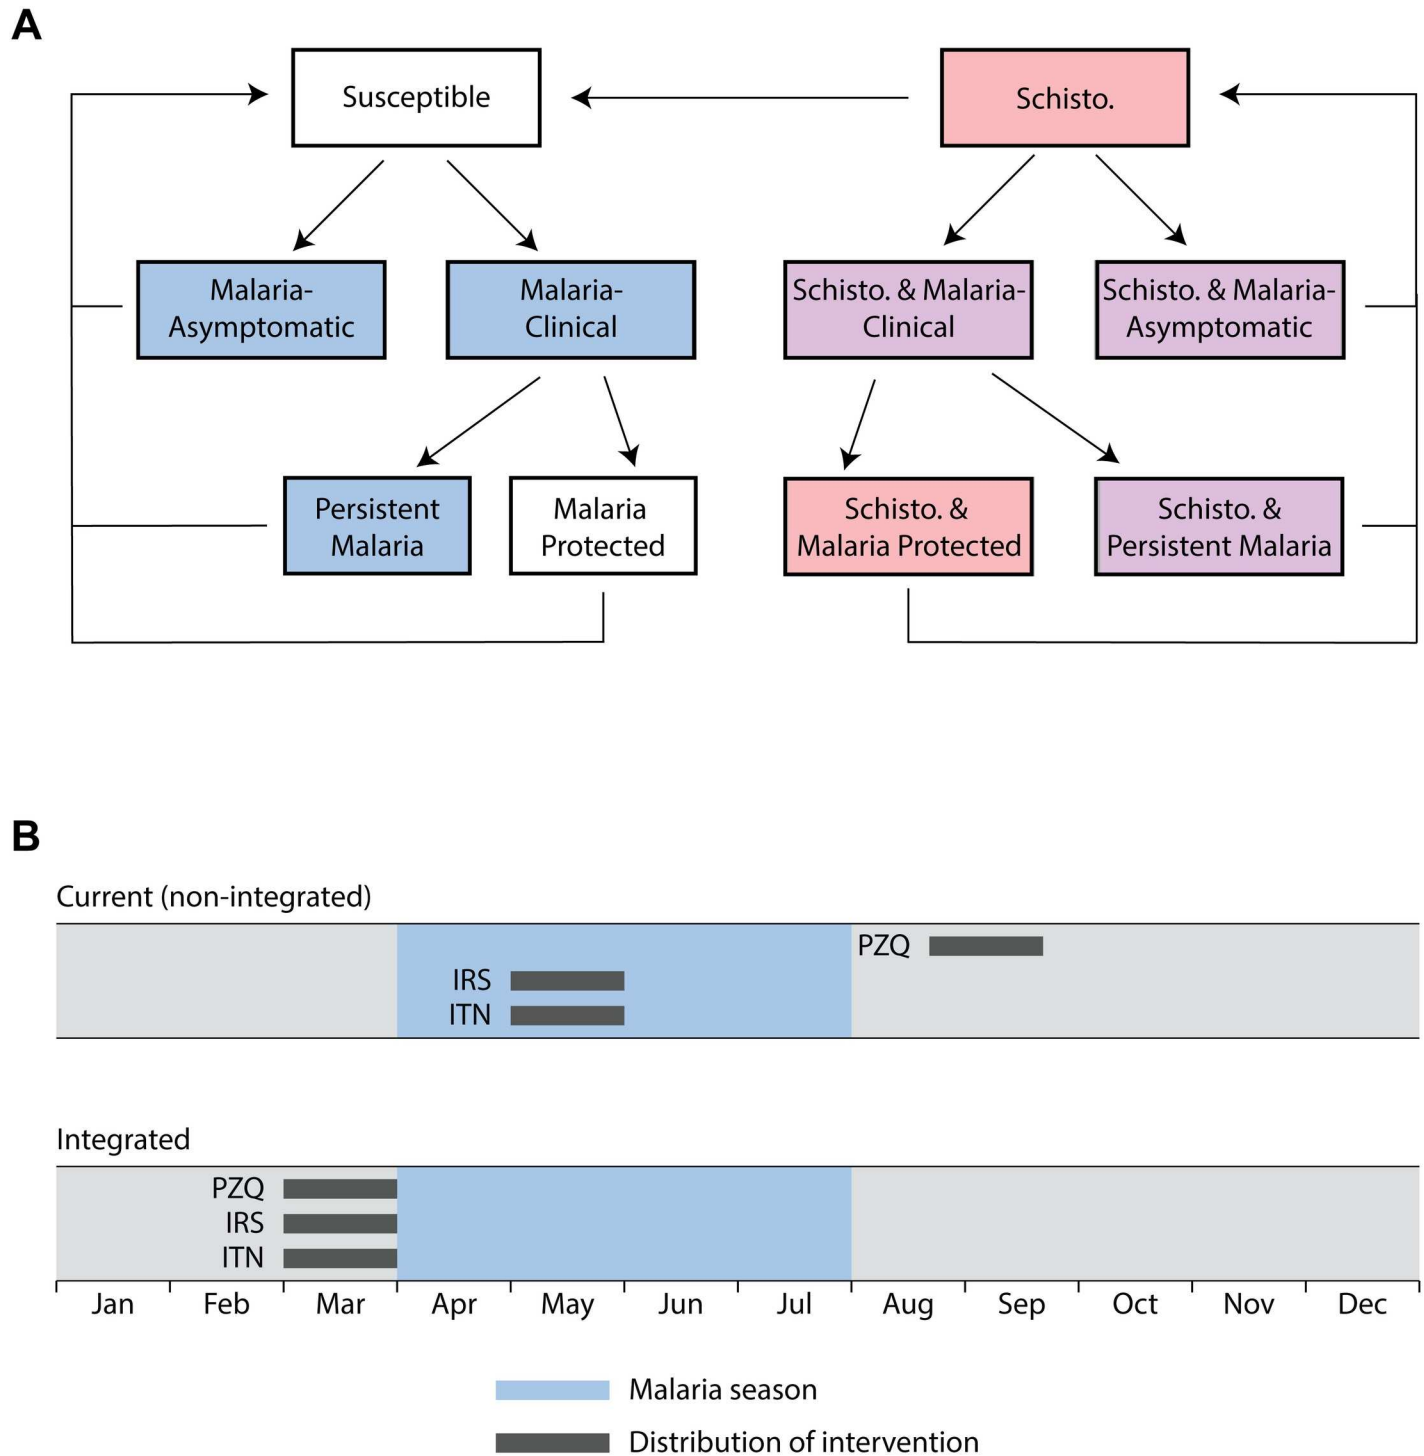 A
Susceptible
Schisto.
Malaria-
Asymptomatic
Malaria-
Clinical
Schisto. & Malaria-
Clinical
Schisto. & Malaria-
Asymptomatic
Persistent
Malaria
Malaria
Protected
Schisto. &
Malaria Protected
Schisto. &
Persistent Malaria
B
Current (non-integrated)
PZQ
IRS
ITN
Integrated
PZQ
IRS
ITN
Jan Feb Mar Apr May Jun Jul Aug Sep Oct Nov Dec
Malaria season
Distribution of intervention